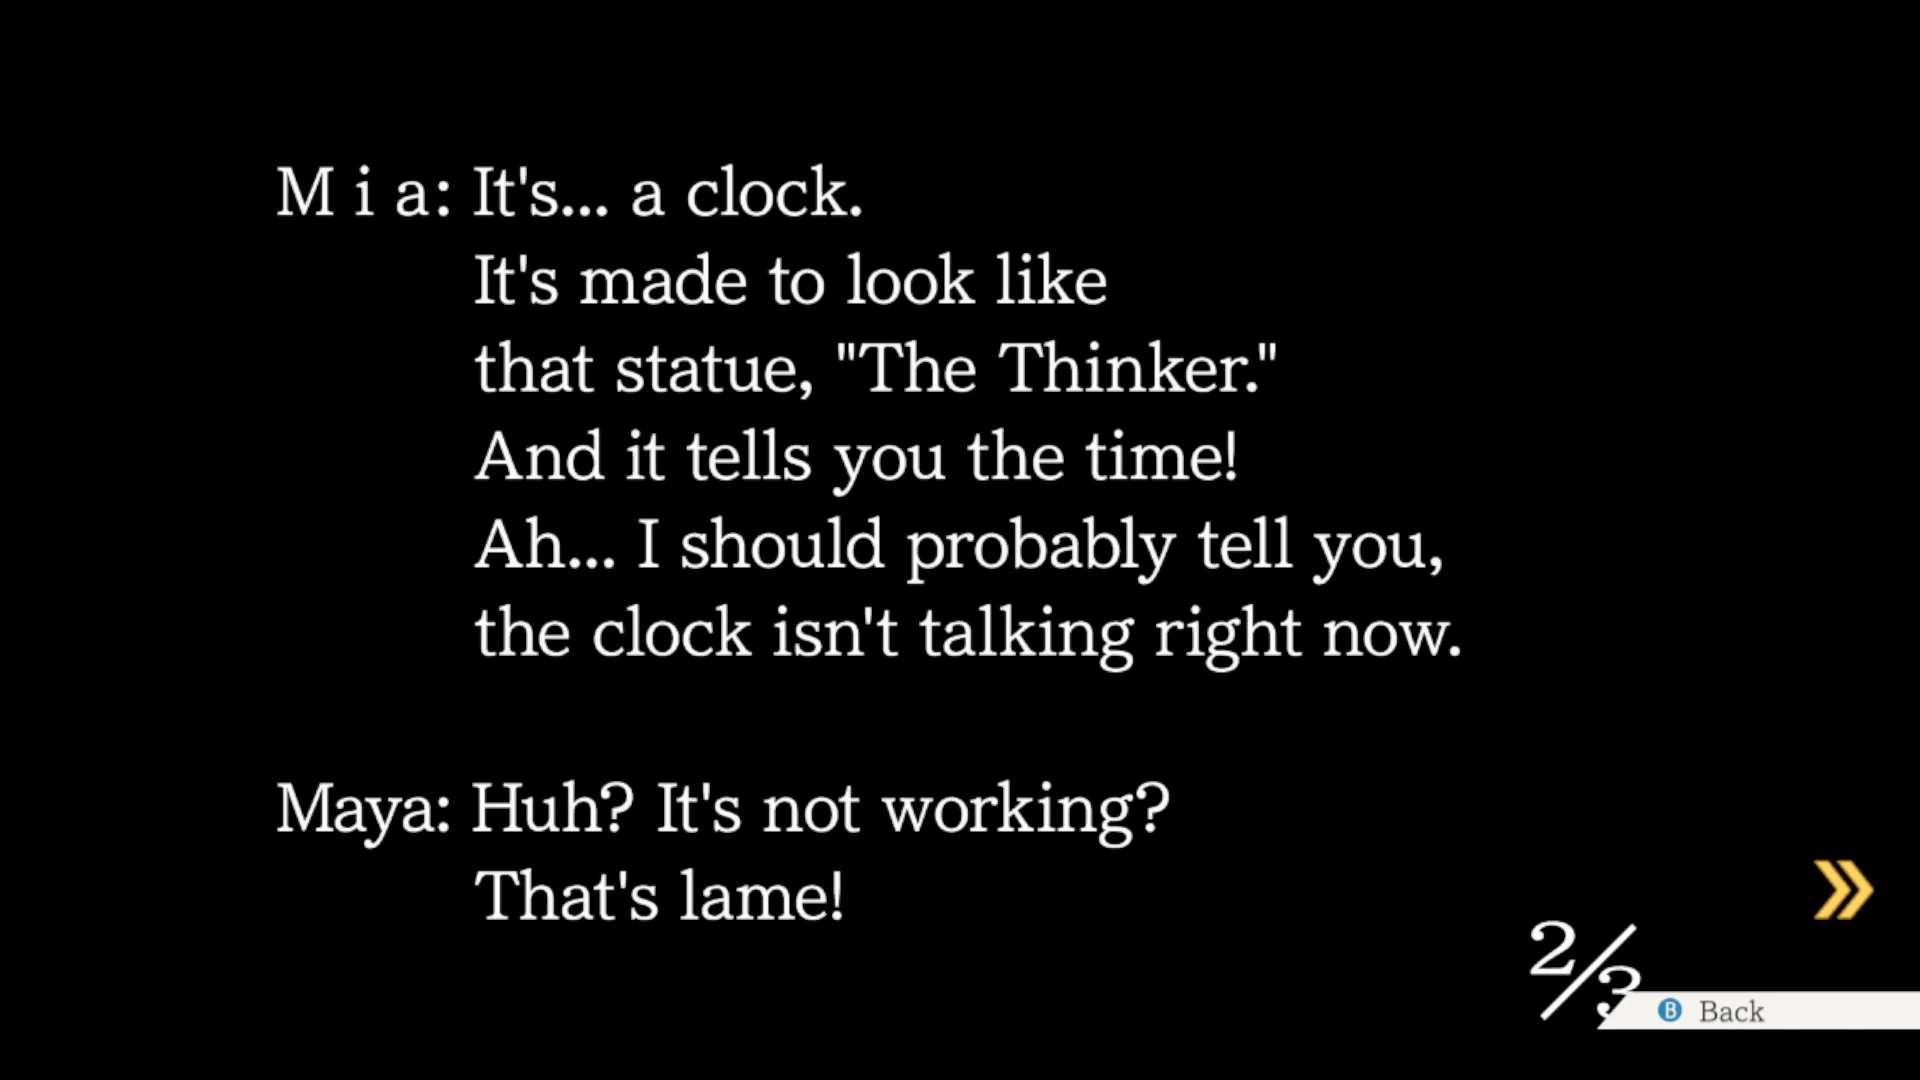 M i a: It's... a clock.
It's made to look like
that statue, "The Thinker."
And it tells you the time!
Ah... I should probably tell you,
the clock isn't talking right now.
Maya: Huh? It's not working?
That's lame!
2/3
B Back